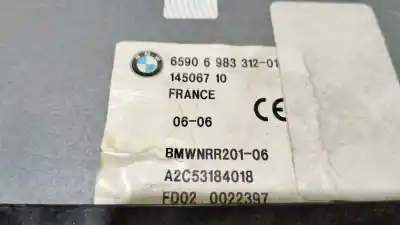 BMW
6590 6 983 312-01
145067 10
FRANCE
CE
06-06
BMWNRR201-06
A2C53184018
FD02 0022397